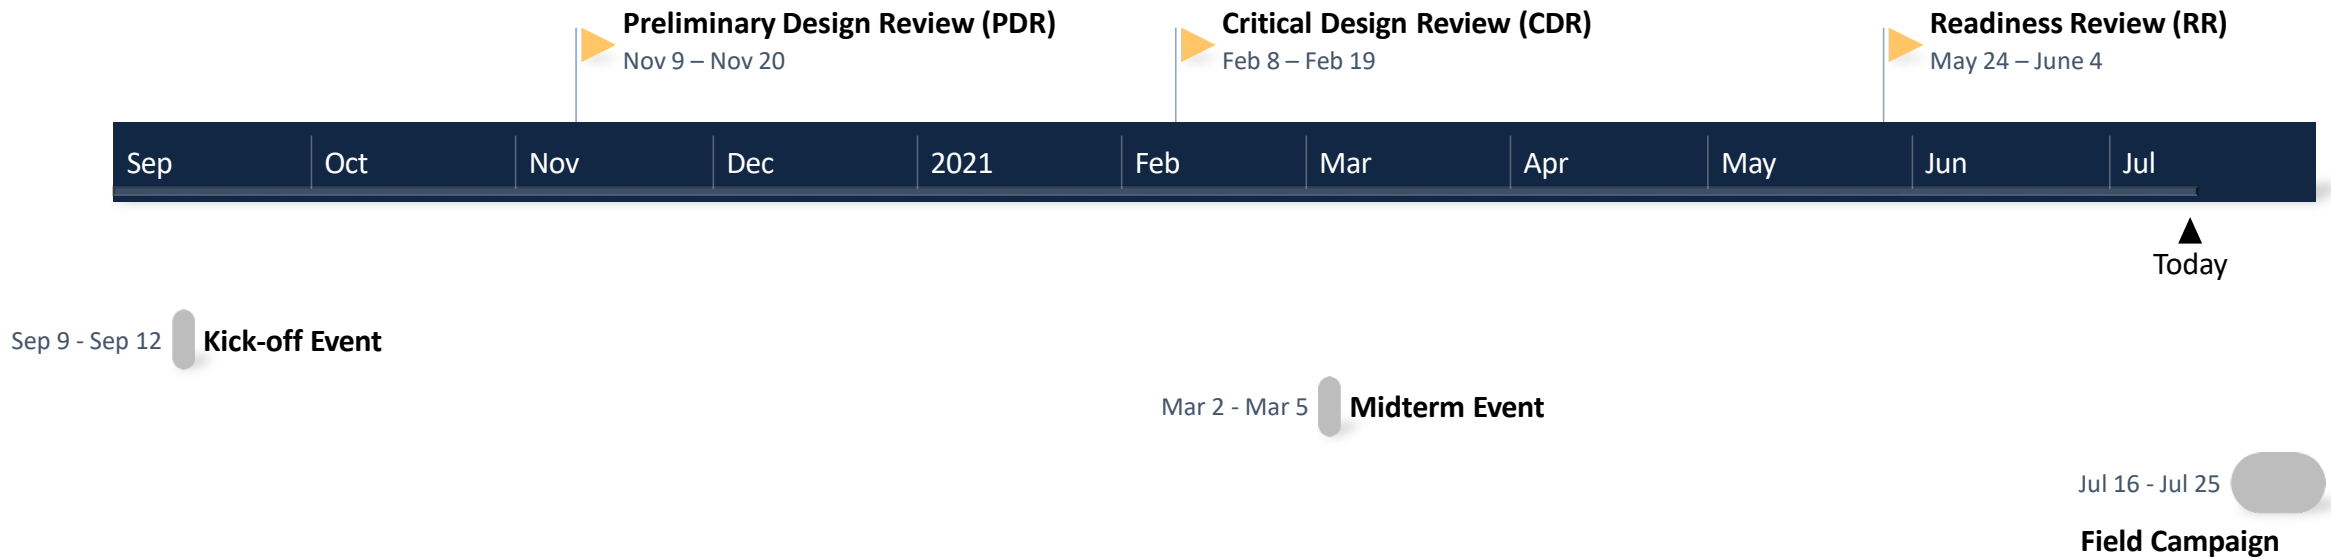 Preliminary Design Review (PDR)
Nov 9 – Nov 20
Critical Design Review (CDR)
Feb 8 – Feb 19
Readiness Review (RR)
May 24 – June 4
Sep Oct Nov Dec 2021 Feb Mar Apr May Jun Jul
Today
Sep 9 - Sep 12 Kick-off Event
Mar 2 - Mar 5 Midterm Event
Jul 16 - Jul 25
Field Campaign